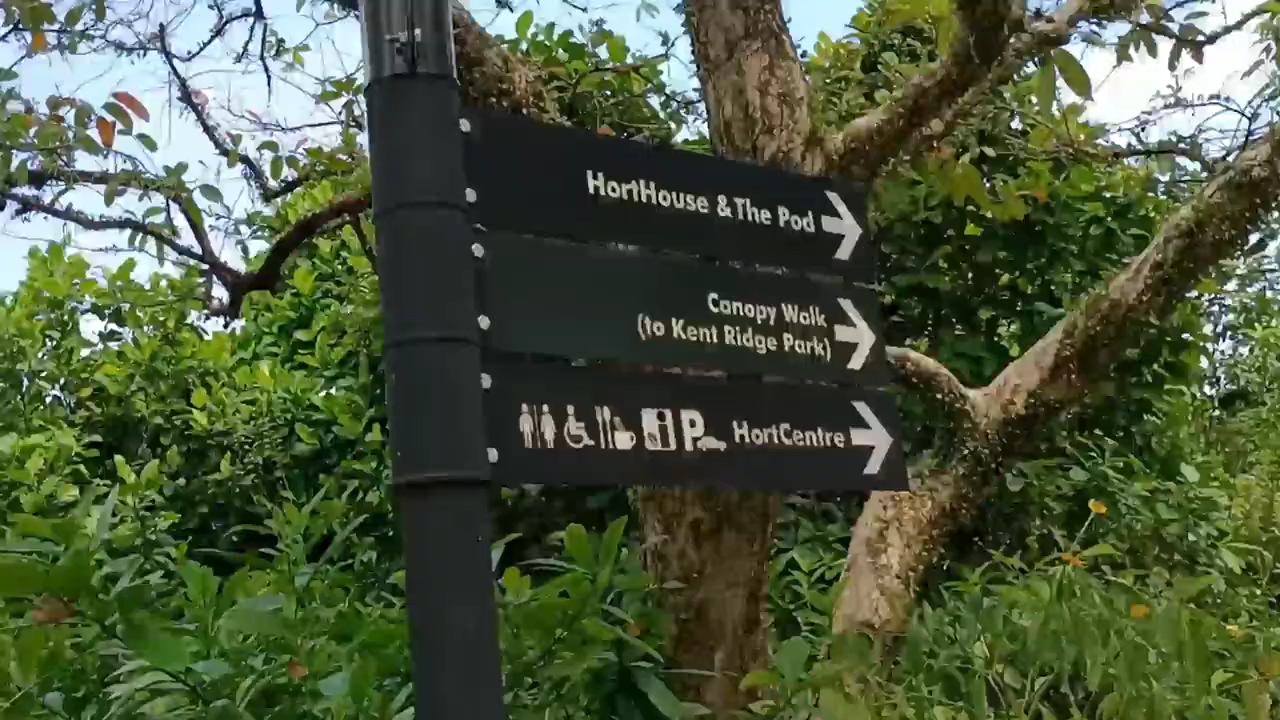 HortHouse & The Pod
Canopy Walk
(to Kent Ridge Park)
P HortCentre